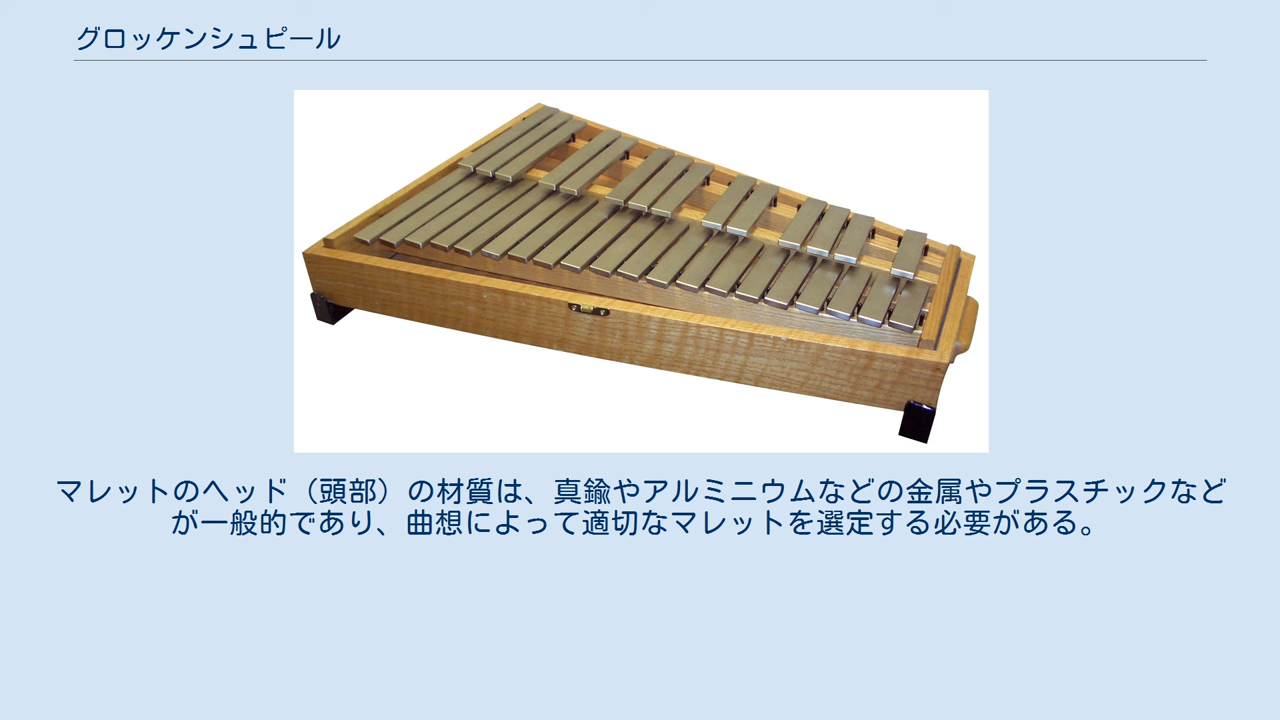 グロッケンシュピール
マレットのヘッド（頭部）の材質は、真鍮やアルミニウムなどの金属やプラスチックなど
が一般的であり、曲想によって適切なマレットを選定する必要がある。